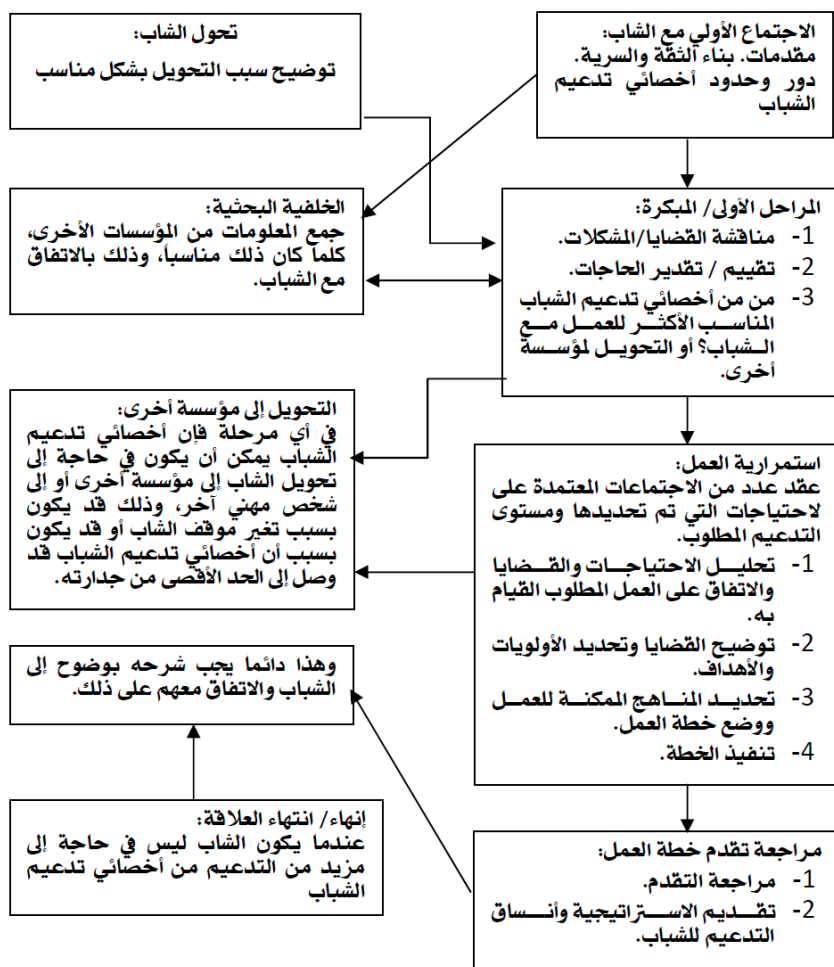 الاجتماع الأولي مع الشاب:
مقدمات. بناء الثقة والسرية.
دور وحدود أخصائي تدعيم
الشباب
تحول الشاب:
توضيح سبب التحويل بشكل مناسب
المراحل الأولى/ المبكرة:
1- مناقشة القضايا/المشكلات.
2- تقييم / تقدير الحاجات.
3- من من أخصائي تدعيم الشباب
المناسب الأكثر للعمل مع
الشباب؟ أو التحويل لمؤسسة
أخرى.
الخلفية البحثية:
جمع المعلومات من المؤسسات الأخرى،
كلما كان ذلك مناسباً، وذلك بالاتفاق
مع الشباب.
التحويل إلى مؤسسة أخرى:
في أي مرحلة فإن أخصائي تدعيم
الشباب يمكن أن يكون في حاجة إلى
تحويل الشاب إلى مؤسسة أخرى أو إلى
شخص مهني آخر، وذلك قد يكون
بسبب تغير موقف الشاب أو قد يكون
بسبب أن أخصائي تدعيم الشباب قد
وصل إلى الحد الأقصى من جدارته.
استمرارية العمل:
عقد عدد من الاجتماعات المعتمدة على
لاحتياجات التي تم تحديدها ومستوى
التدعيم المطلوب.
1- تحليل الاحتياجات والقضايا
والاتفاق على العمل المطلوب القيام
به.
2- توضيح القضايا وتحديد الأولويات
والأهداف.
3- تحديد المناهج الممكنة للعمل
ووضع خطة العمل.
4- تنفيذ الخطة.
وهذا دائما يجب شرحه بوضوح إلى
الشباب والاتفاق معهم على ذلك.
إنهاء/ انتهاء العلاقة:
عندما يكون الشاب ليس في حاجة إلى
مزيد من التدعيم من أخصائي تدعيم
الشباب
مراجعة تقدم خطة العمل:
1- مراجعة التقدم.
2- تقديم الاستراتيجية وأنساق
التدعيم للشباب.